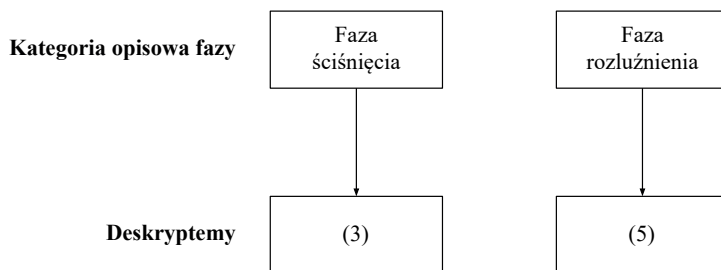 Kategoria opisowa fazy
Faza
ściśnięcia
Faza
rozluźnienia
Deskryptemy
(3)
(5)